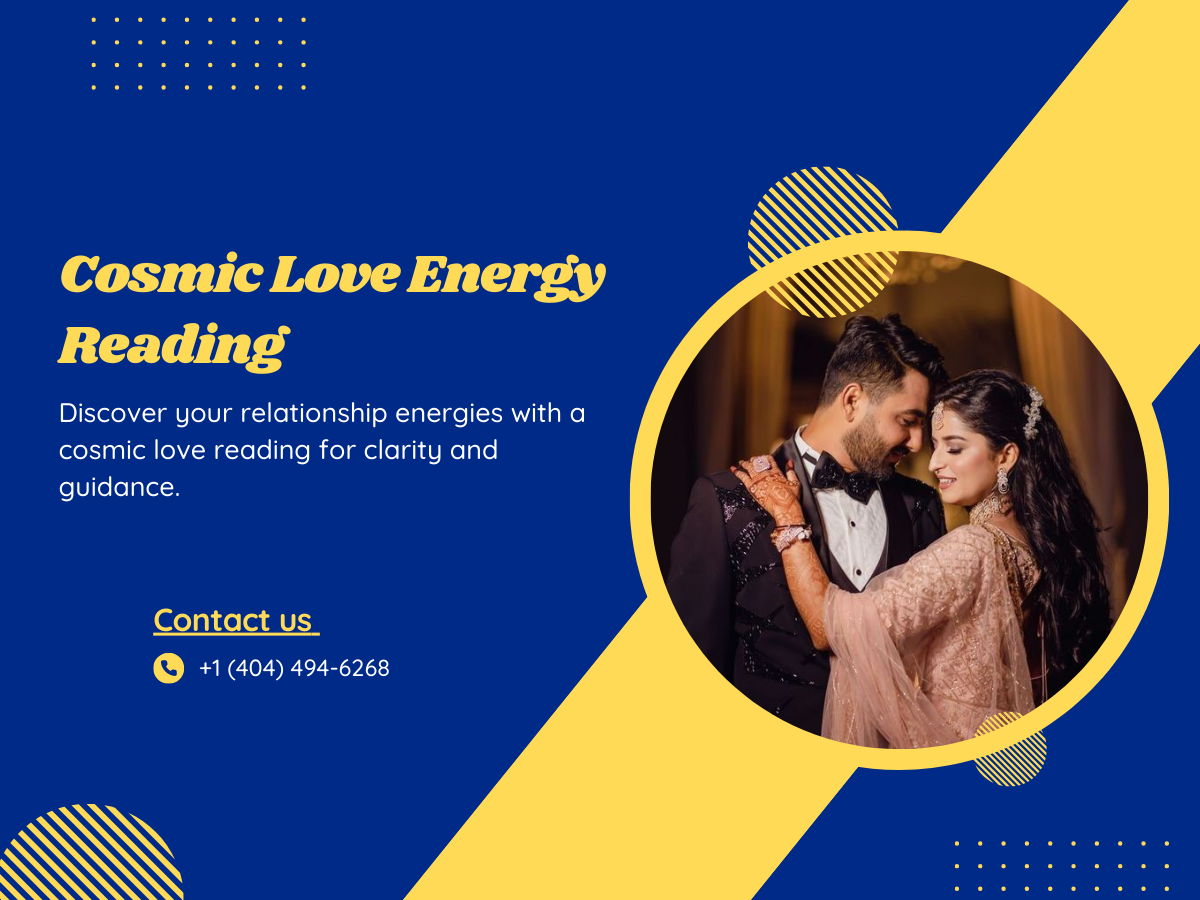 Cosmic Love Energy
Reading
Discover your relationship energies with a
cosmic love reading for clarity and
guidance.
Contact us
+1 (404) 494-6268